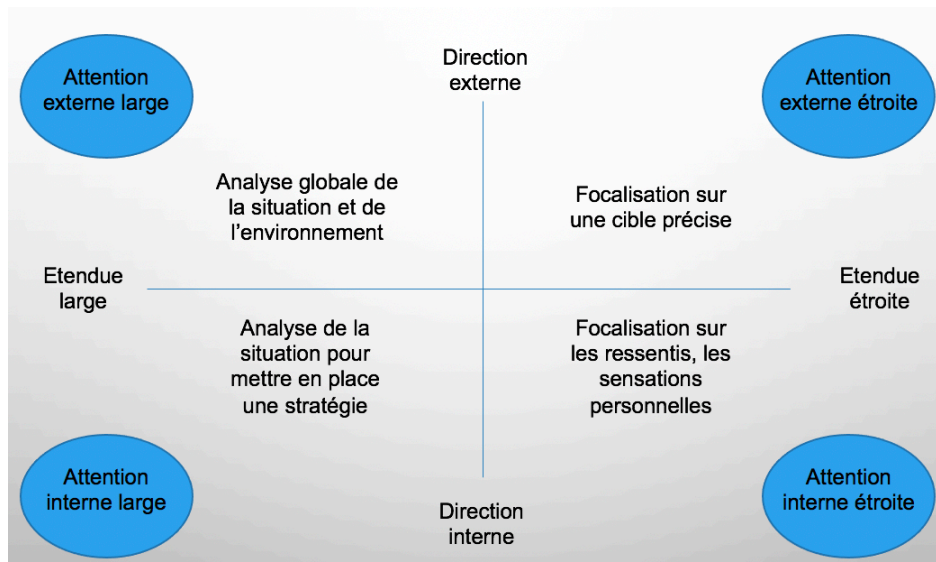 Attention
externe large
Direction
externe
Attention
externe étroite
Analyse globale de
la situation et de
l’environnement
Focalisation sur
une cible précise
Etendue
large
Etendue
étroite
Analyse de la
situation pour
mettre en place
une stratégie
Focalisation sur
les ressentis, les
sensations
personnelles
Attention
interne large
Direction
interne
Attention
interne étroite